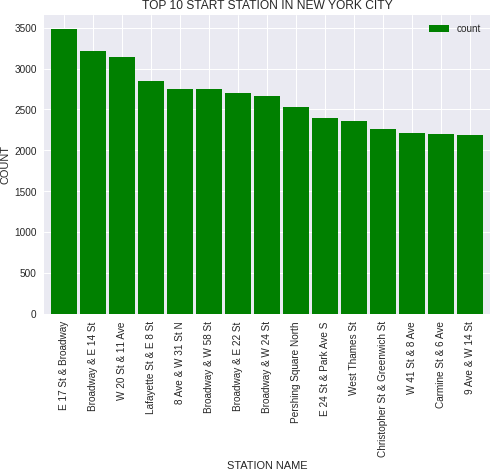 TOP 10 START STATION IN NEW YORK CITY
count
COUNT
3500
3000
2500
2000
1500
1000
500
0
E 17 St & Broadway
Broadway & E 14 St
W 20 St & 11 Ave
Lafayette St & E 8 St
8 Ave & W 31 St N
Broadway & W 58 St
Broadway & E 22 St
Broadway & W 24 St
Pershing Square North
E 24 St & Park Ave S
West Thames St
Christopher St & Greenwich St
W 41 St & 8 Ave
Carmine St & 6 Ave
9 Ave & W 14 St
STATION NAME